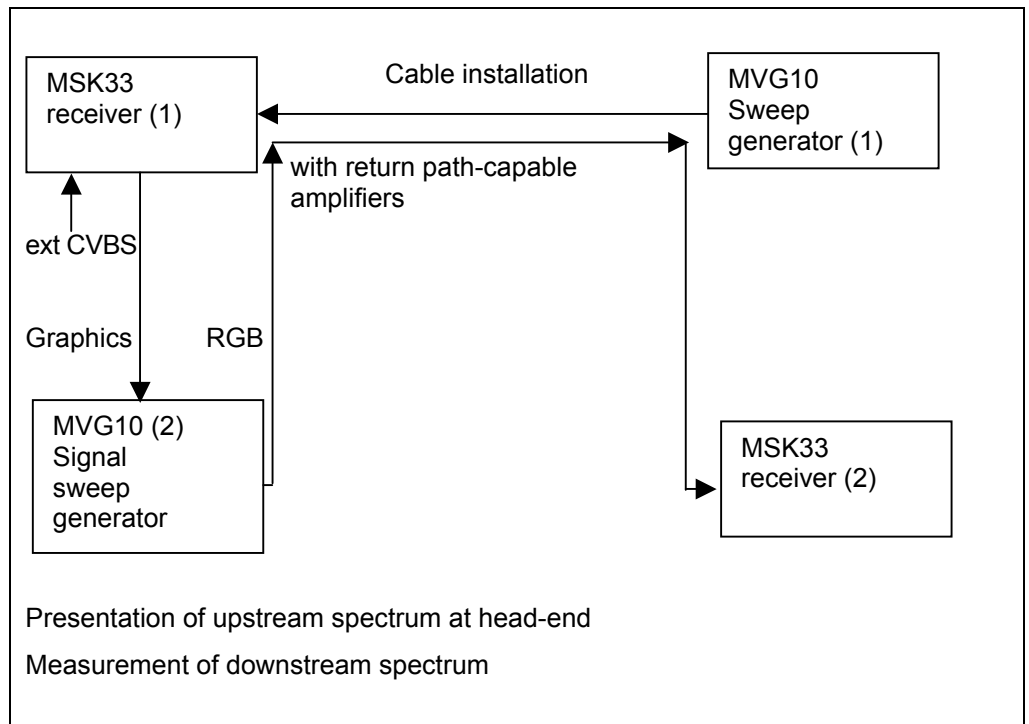 MSK33
receiver (1)
Cable installation
MVG10
Sweep
generator (1)
with return path-capable
amplifiers
ext CVBS
Graphics
RGB
MVG10 (2)
Signal
sweep
generator
MSK33
receiver (2)
Presentation of upstream spectrum at head-end
Measurement of downstream spectrum